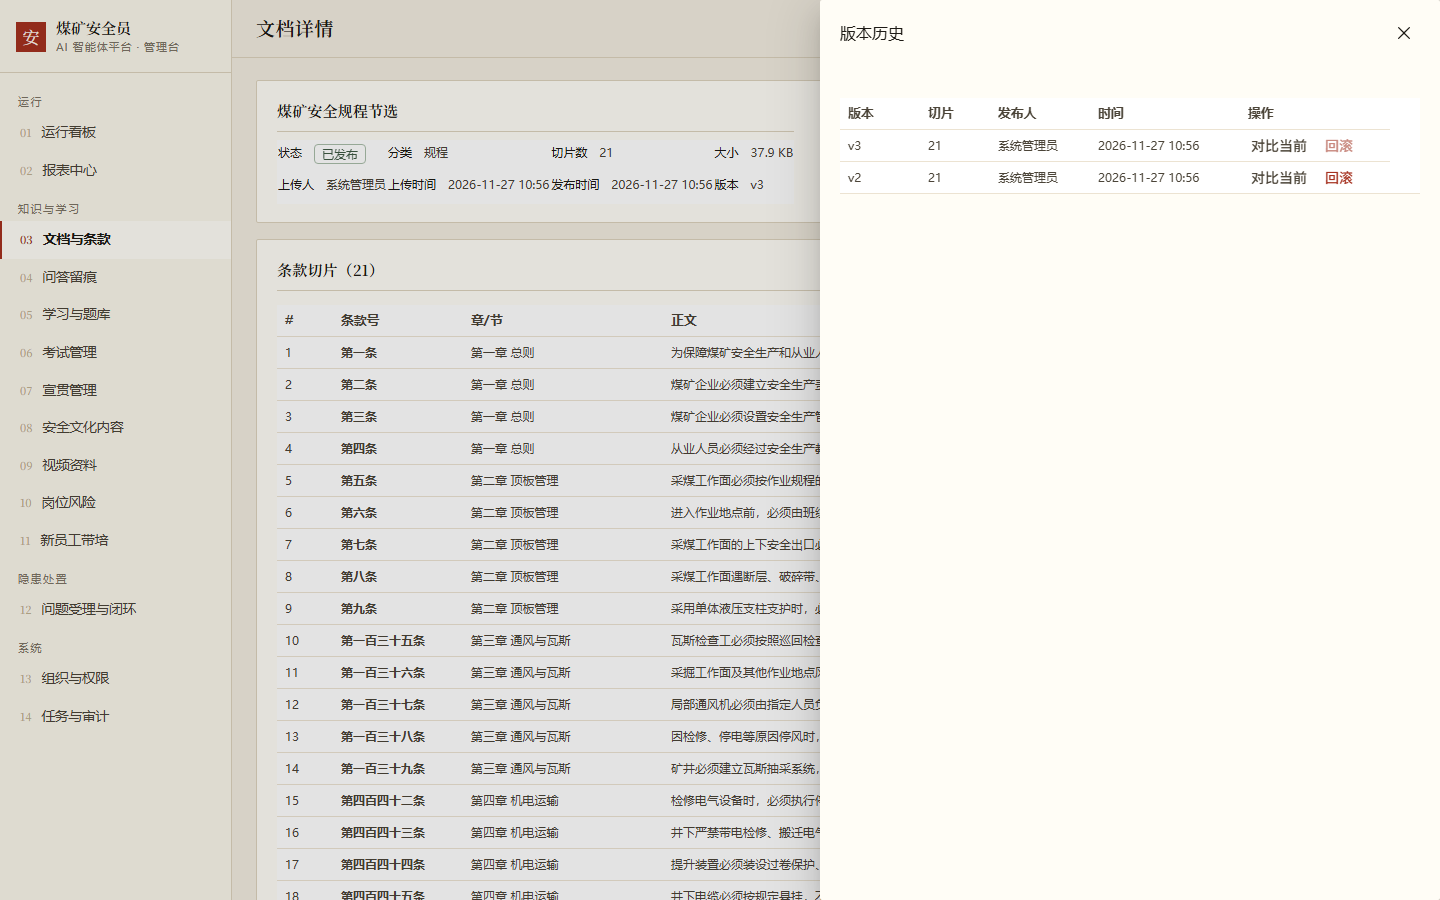 安
煤矿安全员
AI 智能体平台 · 管理台
运行
01 运行看板
02 报表中心
知识与学习
03 文档与条款
04 问答留痕
05 学习与题库
06 考试管理
07 宣贯管理
08 安全文化内容
09 视频资料
10 岗位风险
11 新员工带培
隐患处置
12 问题受理与闭环
系统
13 组织与权限
14 任务与审计
文档详情
煤矿安全规程节选
状态 已发布 分类 规程 切片数 21 大小 37.9 KB
上传人 系统管理员 上传时间 2026-11-27 10:56 发布时间 2026-11-27 10:56 版本 v3
条款切片（21）
# 条款号 章/节 正文
1 第一条 第一章 总则 为保障煤矿安全生产和从业
2 第二条 第一章 总则 煤矿企业必须建立安全生产
3 第三条 第一章 总则 煤矿企业必须设置安全生产
4 第四条 第一章 总则 从业人员必须经过安全生产
5 第五条 第二章 顶板管理 采煤工作面必须按作业规程
6 第六条 第二章 顶板管理 进入作业地点前，必须由班
7 第七条 第二章 顶板管理 采煤工作面的上下安全出口
8 第八条 第二章 顶板管理 采煤工作面遇断层、破碎带、
9 第九条 第二章 顶板管理 采用单体液压支柱支护时，
10 第一百三十五条 第三章 通风与瓦斯 瓦斯检查工必须按照巡回检
11 第一百三十六条 第三章 通风与瓦斯 采掘工作面及其他作业地点
12 第一百三十七条 第三章 通风与瓦斯 局部通风机必须由指定人员
13 第一百三十八条 第三章 通风与瓦斯 因检修、停电等原因停风时，
14 第一百三十九条 第三章 通风与瓦斯 矿井必须建立瓦斯抽采系统，
15 第四百四十二条 第四章 机电运输 检修电气设备时，必须执行
16 第四百四十三条 第四章 机电运输 井下严禁带电检修、搬迁电
17 第四百四十四条 第四章 机电运输 提升装置必须装设过卷保护、
18 第四百四十五条 第四章 机电运输 井下电缆必须按规定悬挂，
版本历史
版本 切片 发布人 时间 操作
v3 21 系统管理员 2026-11-27 10:56 对比当前 回滚
v2 21 系统管理员 2026-11-27 10:56 对比当前 回滚